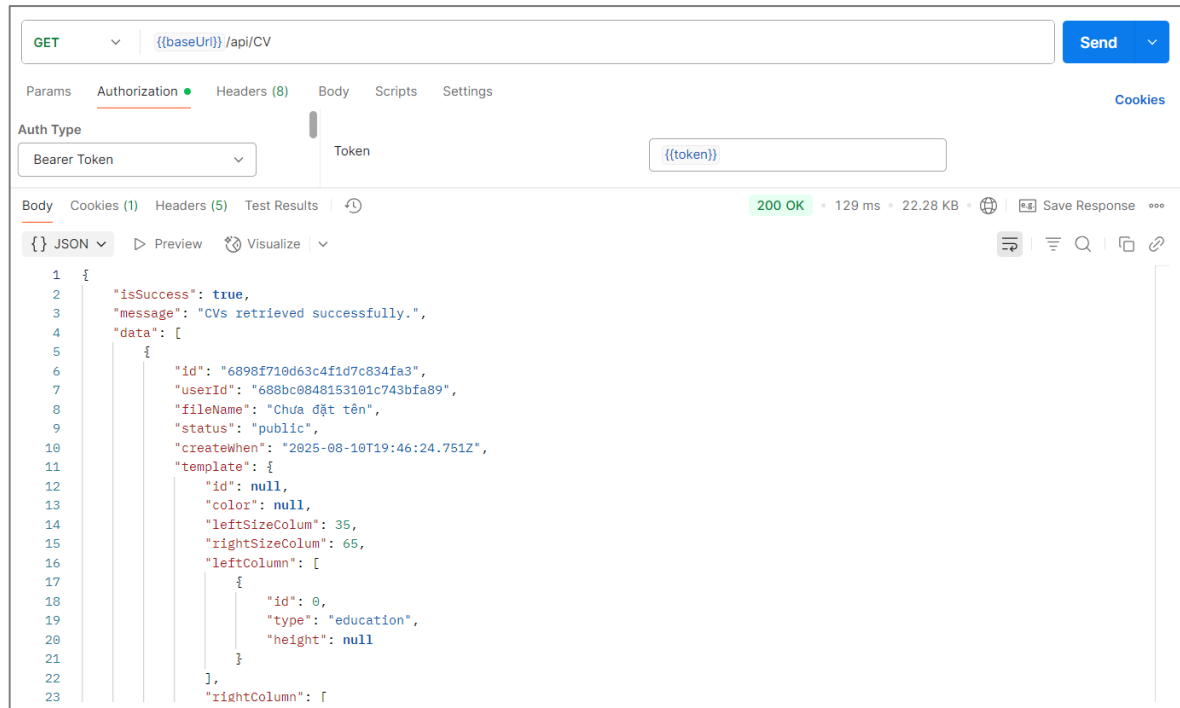 GET {{baseUrl}} /api/CV Send
Params Authorization Headers (8) Body Scripts Settings Cookies
Auth Type
Bearer Token
Token {{token}}
Body Cookies (1) Headers (5) Test Results 200 OK • 129 ms • 22.28 KB • e.g. Save Response
{} JSON Preview Visualize
1 {
2 "isSuccess": true,
3 "message": "CVs retrieved successfully.",
4 "data": [
5 {
6 "id": "6898f710d63c4f1d7c834fa3",
7 "userId": "688bc0848153101c743bfa89",
8 "fileName": "Chưa đặt tên",
9 "status": "public",
10 "createWhen": "2025-08-10T19:46:24.751Z",
11 "template": {
12 "id": null,
13 "color": null,
14 "leftSizeColum": 35,
15 "rightSizeColum": 65,
16 "leftColumn": [
17 {
18 "id": 0,
19 "type": "education",
20 "height": null
21 }
22 ],
23 "rightColumn": [